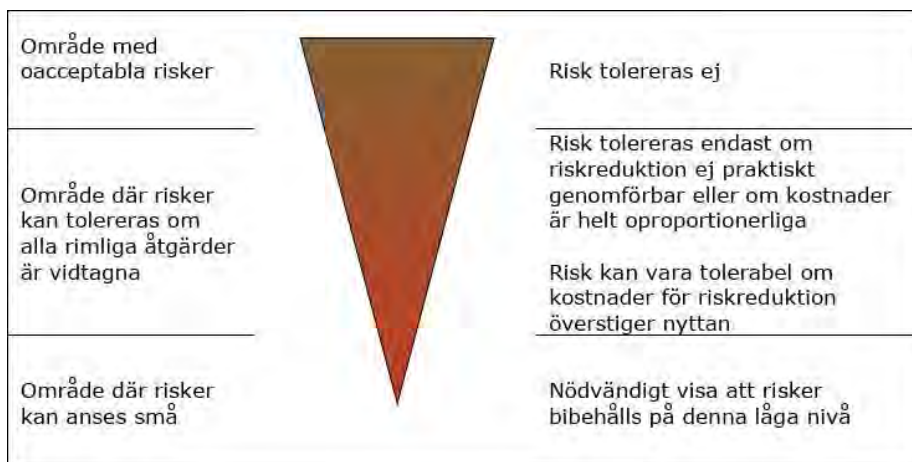 Område med
oacceptabla risker
Risk tolereras ej
Område där risker
kan tolereras om
alla rimliga åtgärder
är vidtagna
Risk tolereras endast om
riskreduktion ej praktiskt
genomförbar eller om kostnader
är helt oproportionerliga
Risk kan vara tolerabel om
kostnader för riskreduktion
överstiger nyttan
Område där risker
kan anses små
Nödvändigt visa att risker
bibehålls på denna låga nivå